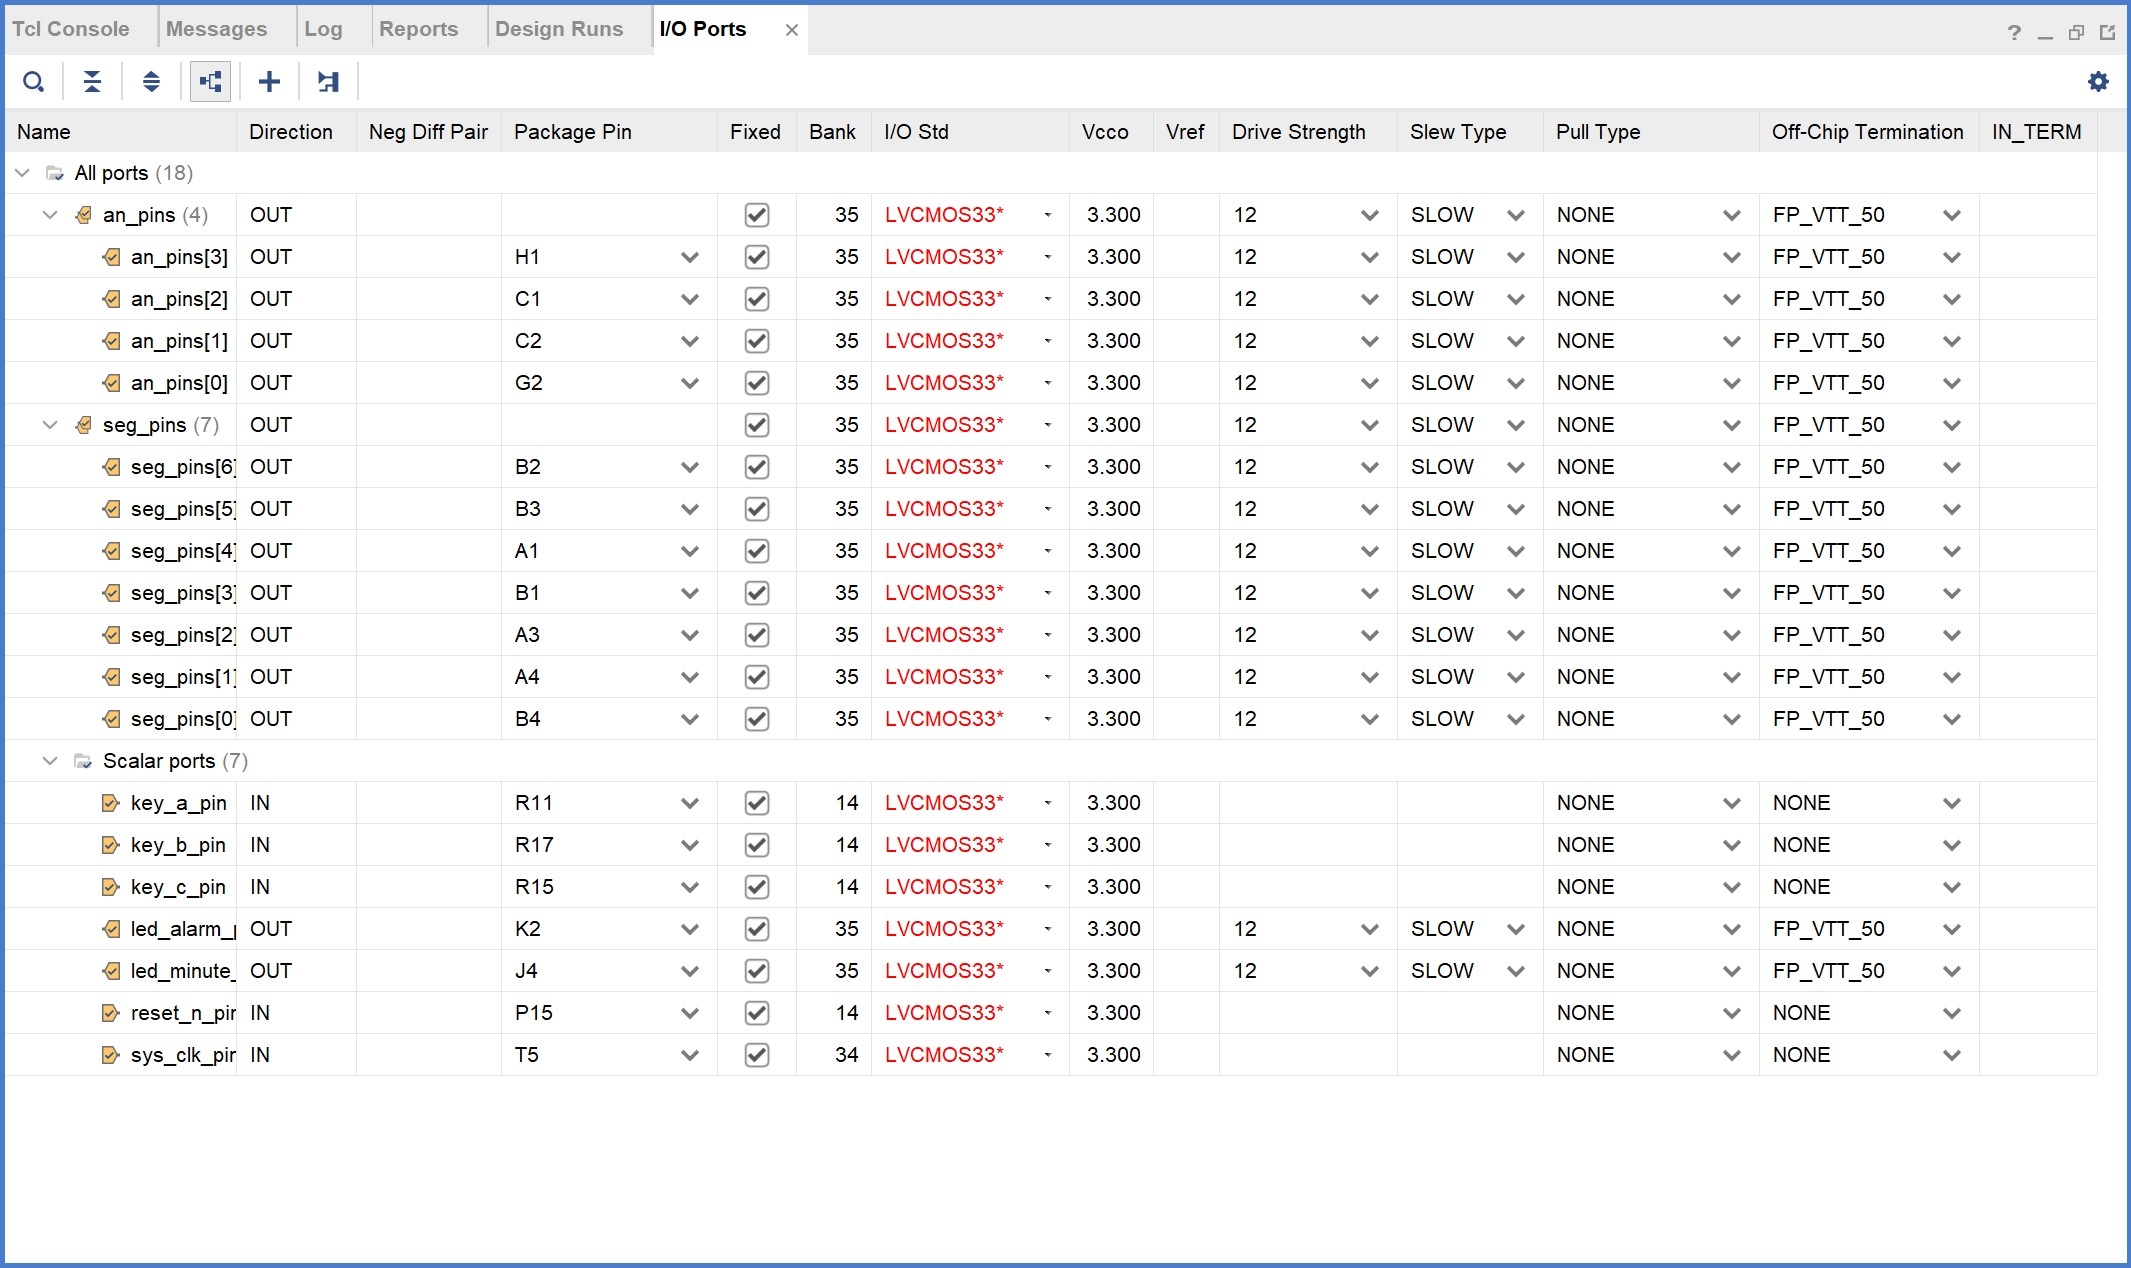 Tcl Console Messages Log Reports Design Runs I/O Ports
Name Direction Neg Diff Pair Package Pin Fixed Bank I/O Std Vcco Vref Drive Strength Slew Type Pull Type Off-Chip Termination IN_TERM
All ports (18)
an_pins (4) OUT 35 LVCMOS33* 3.300 12 SLOW NONE FP_VTT_50
an_pins[3] OUT H1 35 LVCMOS33* 3.300 12 SLOW NONE FP_VTT_50
an_pins[2] OUT C1 35 LVCMOS33* 3.300 12 SLOW NONE FP_VTT_50
an_pins[1] OUT C2 35 LVCMOS33* 3.300 12 SLOW NONE FP_VTT_50
an_pins[0] OUT G2 35 LVCMOS33* 3.300 12 SLOW NONE FP_VTT_50
seg_pins (7) OUT 35 LVCMOS33* 3.300 12 SLOW NONE FP_VTT_50
seg_pins[6] OUT B2 35 LVCMOS33* 3.300 12 SLOW NONE FP_VTT_50
seg_pins[5] OUT B3 35 LVCMOS33* 3.300 12 SLOW NONE FP_VTT_50
seg_pins[4] OUT A1 35 LVCMOS33* 3.300 12 SLOW NONE FP_VTT_50
seg_pins[3] OUT B1 35 LVCMOS33* 3.300 12 SLOW NONE FP_VTT_50
seg_pins[2] OUT A3 35 LVCMOS33* 3.300 12 SLOW NONE FP_VTT_50
seg_pins[1] OUT A4 35 LVCMOS33* 3.300 12 SLOW NONE FP_VTT_50
seg_pins[0] OUT B4 35 LVCMOS33* 3.300 12 SLOW NONE FP_VTT_50
Scalar ports (7)
key_a_pin IN R11 14 LVCMOS33* 3.300 NONE NONE
key_b_pin IN R17 14 LVCMOS33* 3.300 NONE NONE
key_c_pin IN R15 14 LVCMOS33* 3.300 NONE NONE
led_alarm_p OUT K2 35 LVCMOS33* 3.300 12 SLOW NONE FP_VTT_50
led_minute_ OUT J4 35 LVCMOS33* 3.300 12 SLOW NONE FP_VTT_50
reset_n_pin IN P15 14 LVCMOS33* 3.300 NONE NONE
sys_clk_pin IN T5 34 LVCMOS33* 3.300 NONE NONE